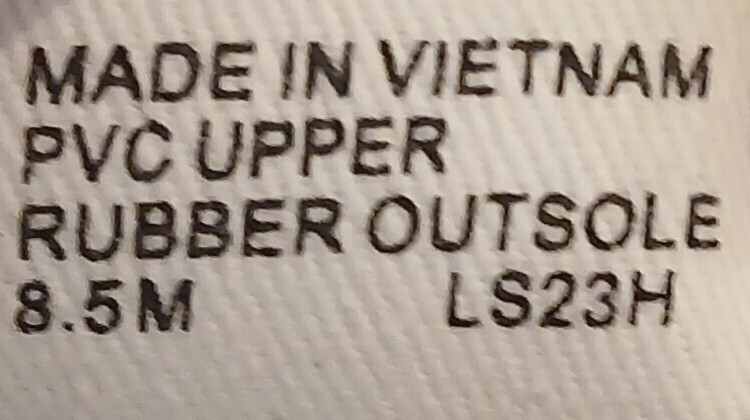 MADE IN VIETNAM
PVC UPPER
RUBBER OUTSOLE
8.5M LS23H